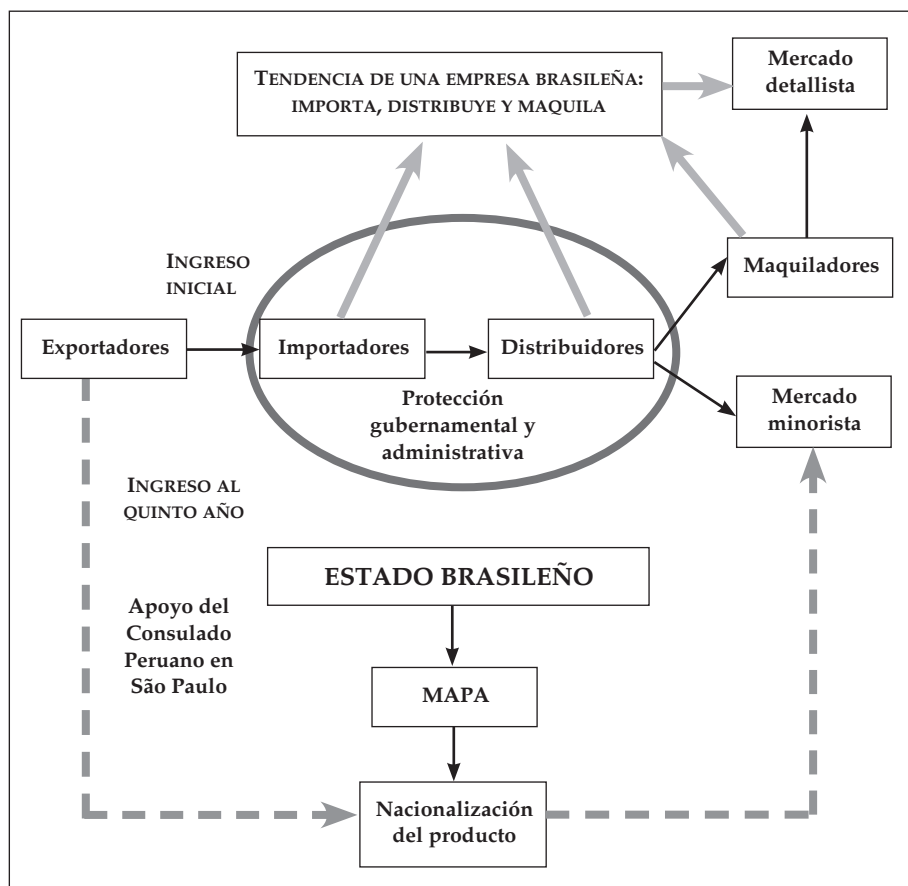 TENDENCIA DE UNA EMPRESA BRASILEÑA:
IMPORTA, DISTRIBUYE Y MAQUILA
Mercado
detallista
INGRESO
INICIAL
Maquiladores
Exportadores
Importadores
Distribuidores
Protección
gubernamental y
administrativa
Mercado
minorista
INGRESO AL
QUINTO AÑO
ESTADO BRASILEÑO
Apoyo del
Consulado
Peruano en
São Paulo
MAPA
Nacionalización
del producto